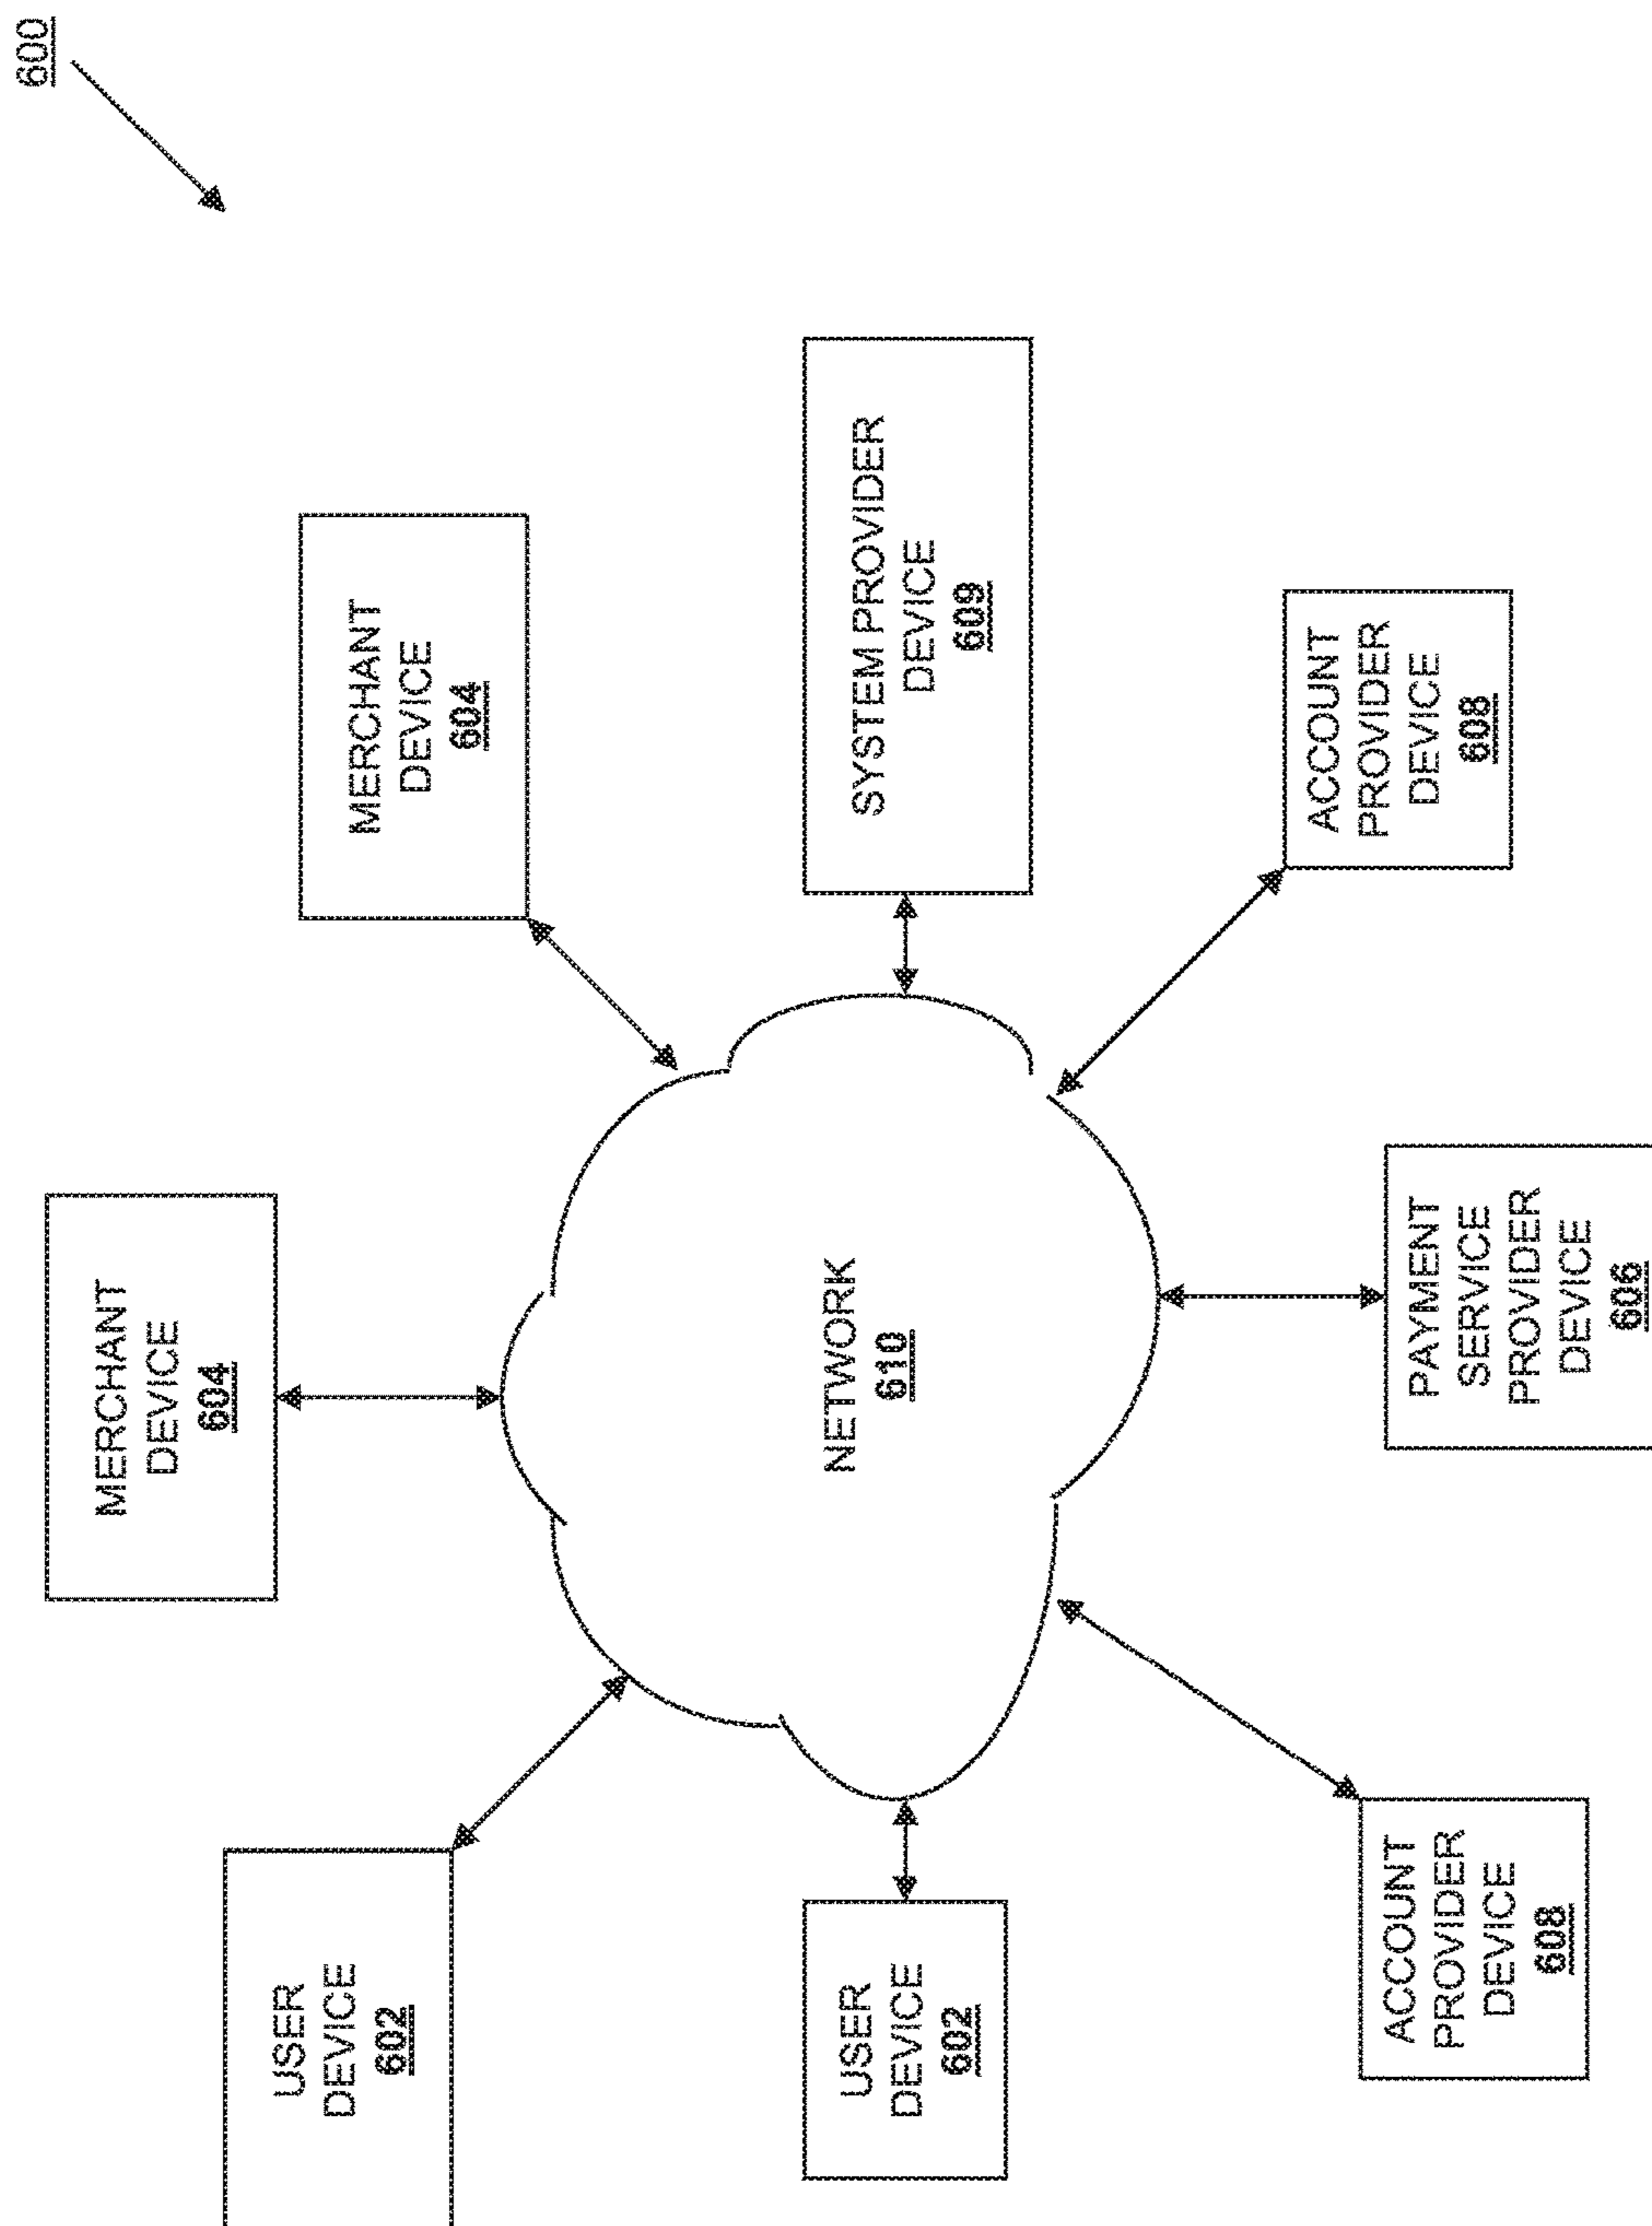 600
MERCHANT
DEVICE
604
MERCHANT
DEVICE
604
USER
DEVICE
602
SYSTEM PROVIDER
DEVICE
609
NETWORK
610
USER
DEVICE
602
ACCOUNT
PROVIDER
DEVICE
608
PAYMENT
SERVICE
PROVIDER
DEVICE
606
ACCOUNT
PROVIDER
DEVICE
608